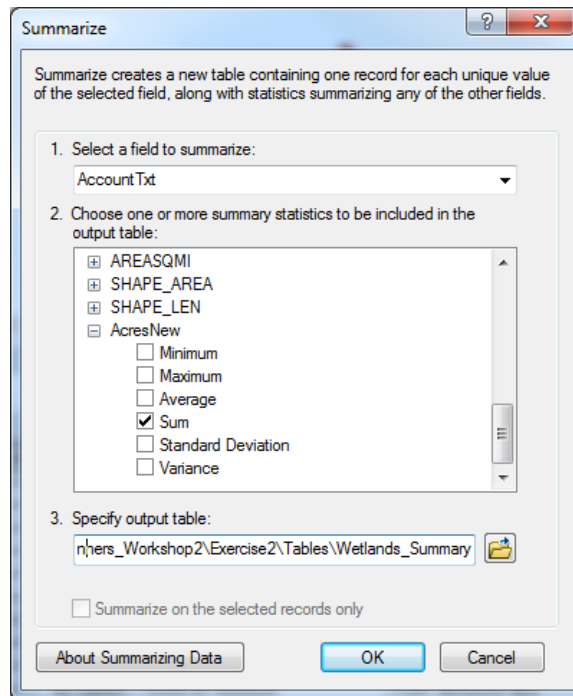 Summarize
Summarize creates a new table containing one record for each unique value
of the selected field, along with statistics summarizing any of the other fields.
1. Select a field to summarize:
AccountTxt
2. Choose one or more summary statistics to be included in the
output table:
AREASQMI
SHAPE_AREA
SHAPE_LEN
AcresNew
Minimum
Maximum
Average
Sum
Standard Deviation
Variance
3. Specify output table:
nhers_Workshop2\Exercise2\Tables\Wetlands_Summary
Summarize on the selected records only
About Summarizing Data
OK
Cancel